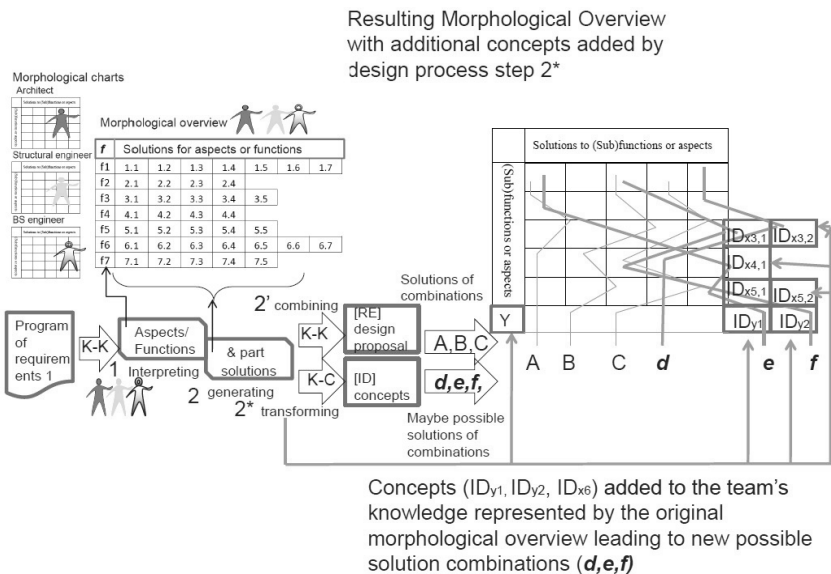 Resulting Morphological Overview
with additional concepts added by
design process step 2*
Morphological charts
Architect
Structural engineer
BS engineer
Morphological overview
f Solutions for aspects or functions
f1 1.1 1.2 1.3 1.4 1.5 1.6 1.7
f2 2.1 2.2 2.3 2.4
f3 3.1 3.2 3.3 3.4 3.5
f4 4.1 4.2 4.3 4.4
f5 5.1 5.2 5.3 5.4 5.5
f6 6.1 6.2 6.3 6.4 6.5 6.6 6.7
f7 7.1 7.2 7.3 7.4 7.5
Program
of
requirem
ents 1
K-K
1
Aspects/
Functions
Interpreting
& part
solutions
2 generating
2' combining
2* transforming
K-K
[RE]
design
proposal
K-C
[ID]
concepts
Solutions of
combinations
A,B,C
d,e,f,
Maybe possible
solutions of
combinations
Solutions to (Sub)functions or aspects
(Sub)functions or aspects
IDx3,1 IDx3,2
IDx4,1
IDx5,1 IDx5,2
Y IDy1 IDy2
A B C d e f
Concepts (IDy1, IDy2, IDx6) added to the team's
knowledge represented by the original
morphological overview leading to new possible
solution combinations (d,e,f)